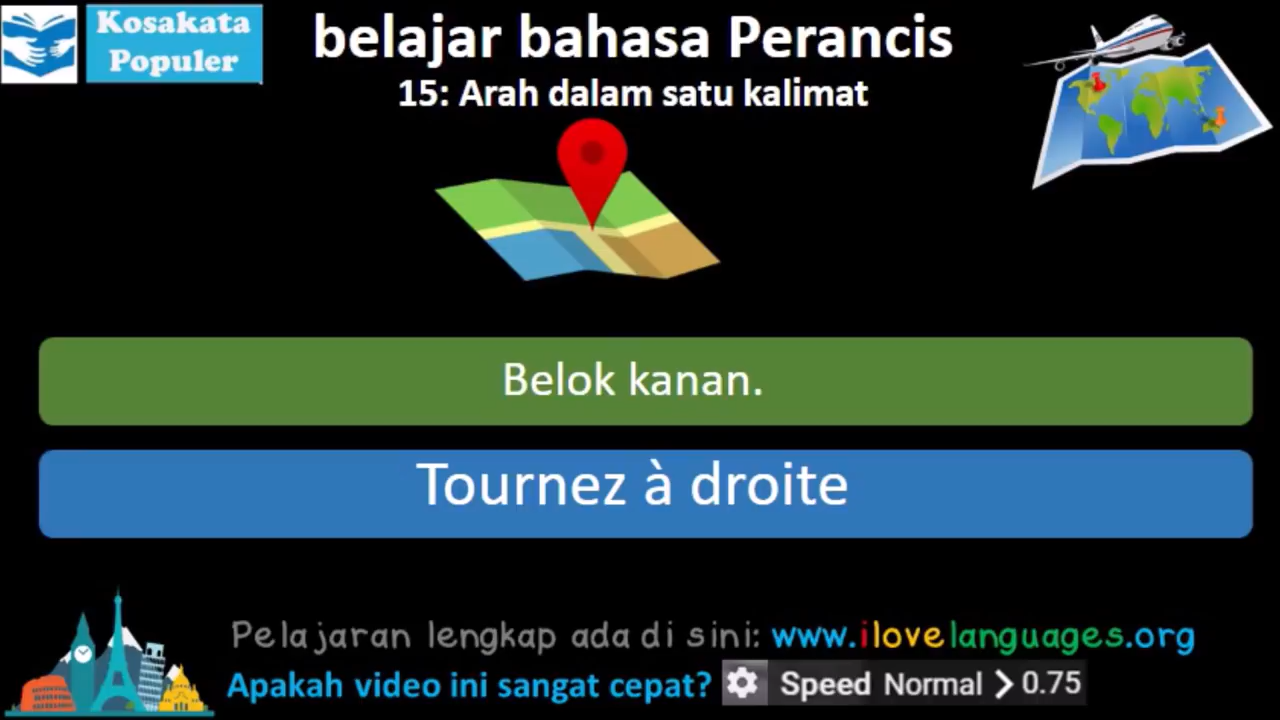 Kosakata
Populer
belajar bahasa Perancis
15: Arah dalam satu kalimat
Belok kanan.
Tournez à droite
Pelajaran lengkap ada di sini: www.ilovelanguages.org
Apakah video ini sangat cepat? Speed Normal > 0.75